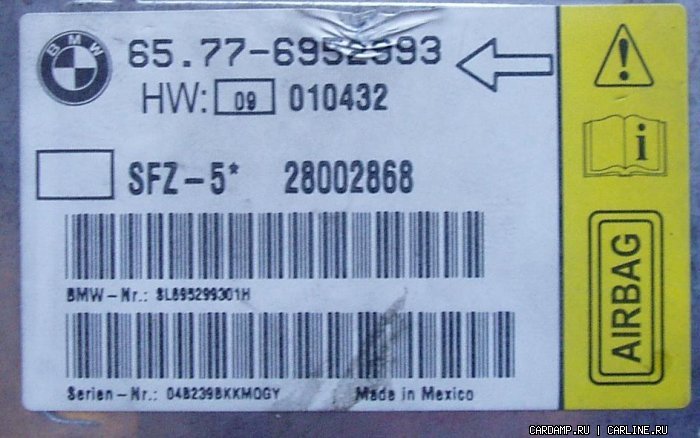 BMW
65.77-6952993
HW: 09 010432
SFZ-5* 28002868
BMW-Nr.: 8L695299301H
Serien-Nr.: 04B239BKKM0GY Made in Mexico
AIRBAG
CARDAMP.RU | CARLINE.RU